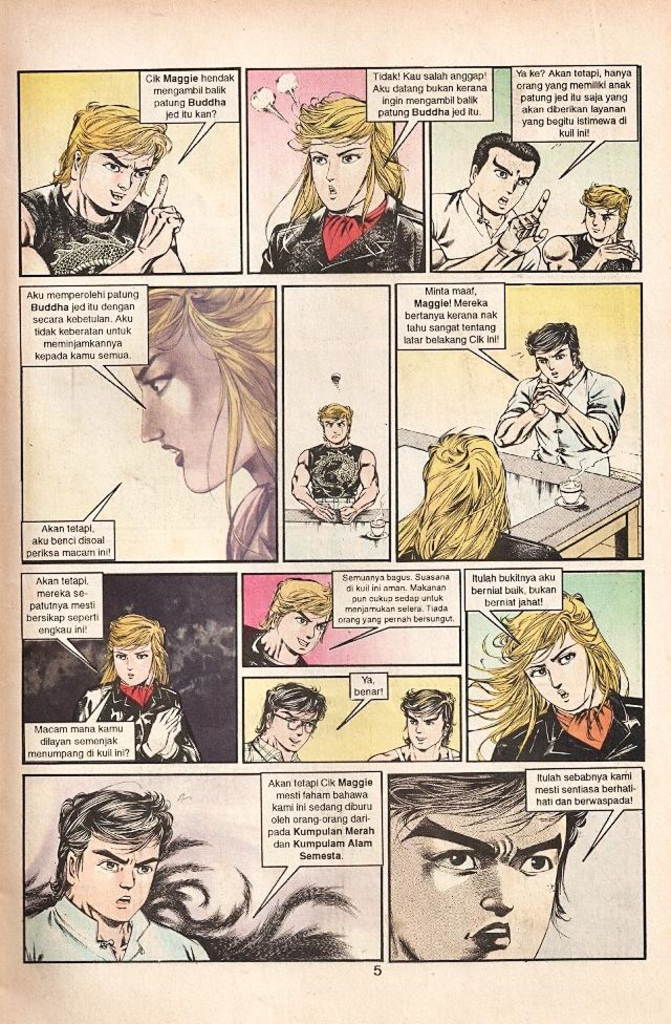 Cik Maggie hendak
mengambil balik
patung Buddha
jed itu kan?
Tidak! Kau salah anggap!
Aku datang bukan kerana
ingin mengambil balik
patung Buddha jed itu.
Ya ke? Akan tetapi, hanya
orang yang memiliki anak
patung jed itu saja yang
akan diberikan layanan
yang begitu istimewa di
kuil ini!
Aku memperolehi patung
Buddha jed itu dengan
secara kebetulan. Aku
tidak keberatan untuk
meminjamkannya
kepada kamu semua.
Akan tetapi,
aku benci disoal
periksa macam ini!
Minta maaf,
Maggie! Mereka
bertanya kerana nak
tahu sangat tentang
latar belakang Cik ini!
Akan tetapi,
mereka se-
patutnya mesti
bersikap seperti
engkau ini!
Macam mana kamu
dilayan semenjak
menumpang di kuil ini?
Semuanya bagus. Suasana
di kuil ini aman. Makanan
pun cukup sedap untuk
menjamukan selera. Tiada
orang yang pernah bersungut.
Ya,
benar!
Itulah bukitnya aku
berniat baik, bukan
berniat jahat!
Akan tetapi Cik Maggie
mesti faham bahawa
kami ini sedang diburu
oleh orang-orang dari-
pada Kumpulan Merah
dan Kumpulam Alam
Semesta.
Itulah sebabnya kami
mesti sentiasa berhati-
hati dan berwaspada!
5